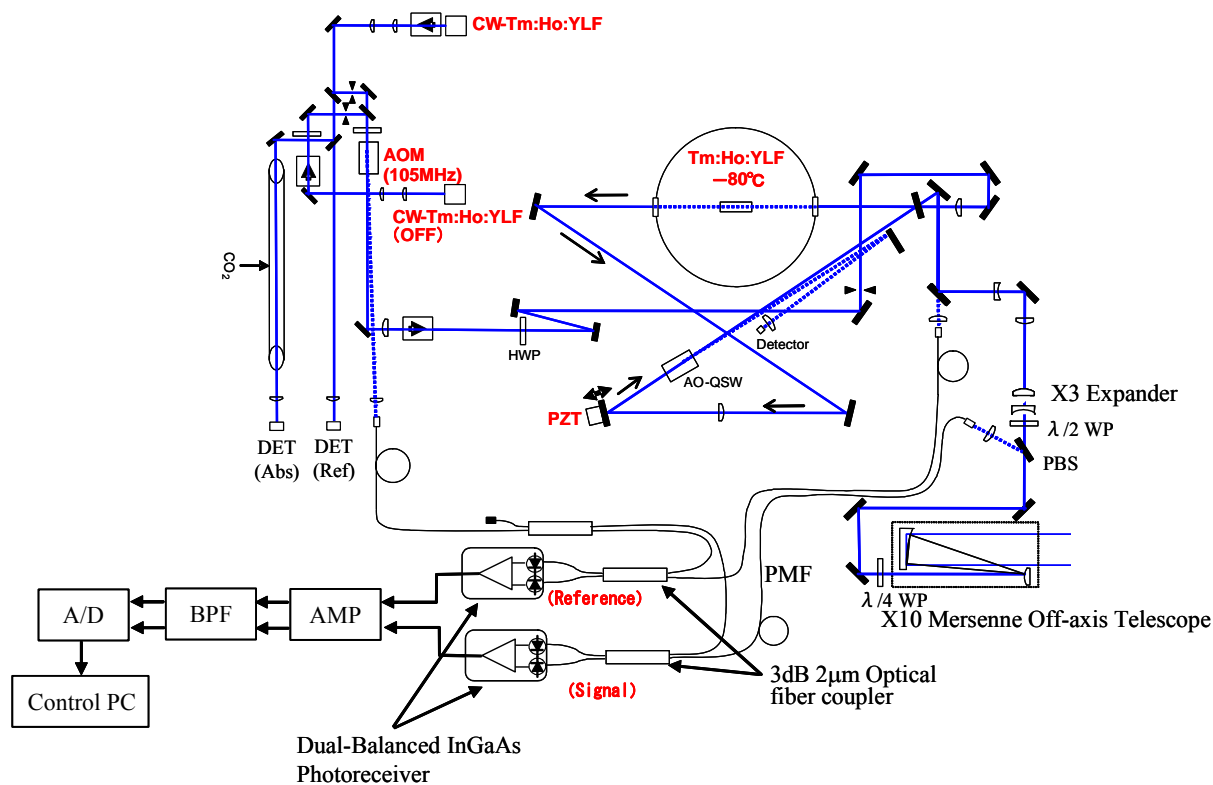 CW-Tm:Ho:YLF
AOM
(105MHz)
CW-Tm:Ho:YLF
(OFF)
Tm:Ho:YLF
−80℃
CO2
HWP
Detector
AO-QSW
PZT
DET
(Abs)
DET
(Ref)
X3 Expander
λ/2 WP
PBS
λ/4 WP
X10 Mersenne Off-axis Telescope
PMF
(Reference)
(Signal)
3dB 2μm Optical
fiber coupler
A/D
BPF
AMP
Control PC
Dual-Balanced InGaAs
Photoreceiver